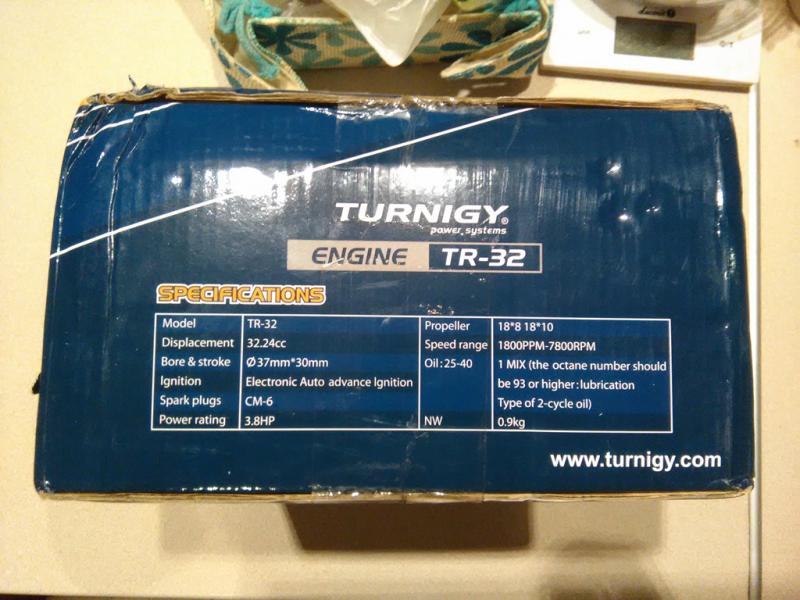 TURNIGY®
power systems
ENGINE TR-32
SPECIFICATIONS
Model TR-32 Propeller 18*8 18*10
Displacement 32.24cc Speed range 1800PPM-7800RPM
Bore & stroke Ø37mm*30mm Oil:25-40 1 MIX (the octane number should
Ignition Electronic Auto advance Ignition be 93 or higher:lubrication
Spark plugs CM-6 Type of 2-cycle oil)
Power rating 3.8HP NW 0.9kg
www.turnigy.com